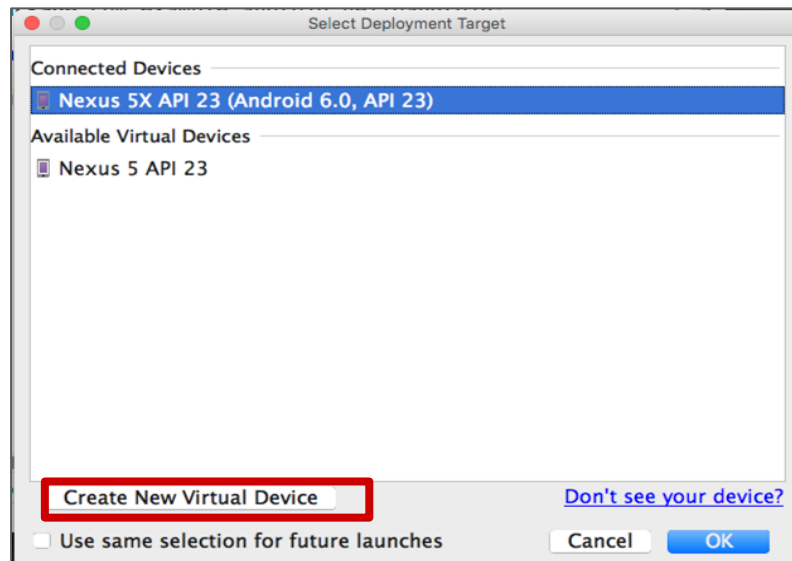 Select Deployment Target
Connected Devices
Nexus 5X API 23 (Android 6.0, API 23)
Available Virtual Devices
Nexus 5 API 23
Create New Virtual Device
Don't see your device?
Use same selection for future launches
Cancel
OK